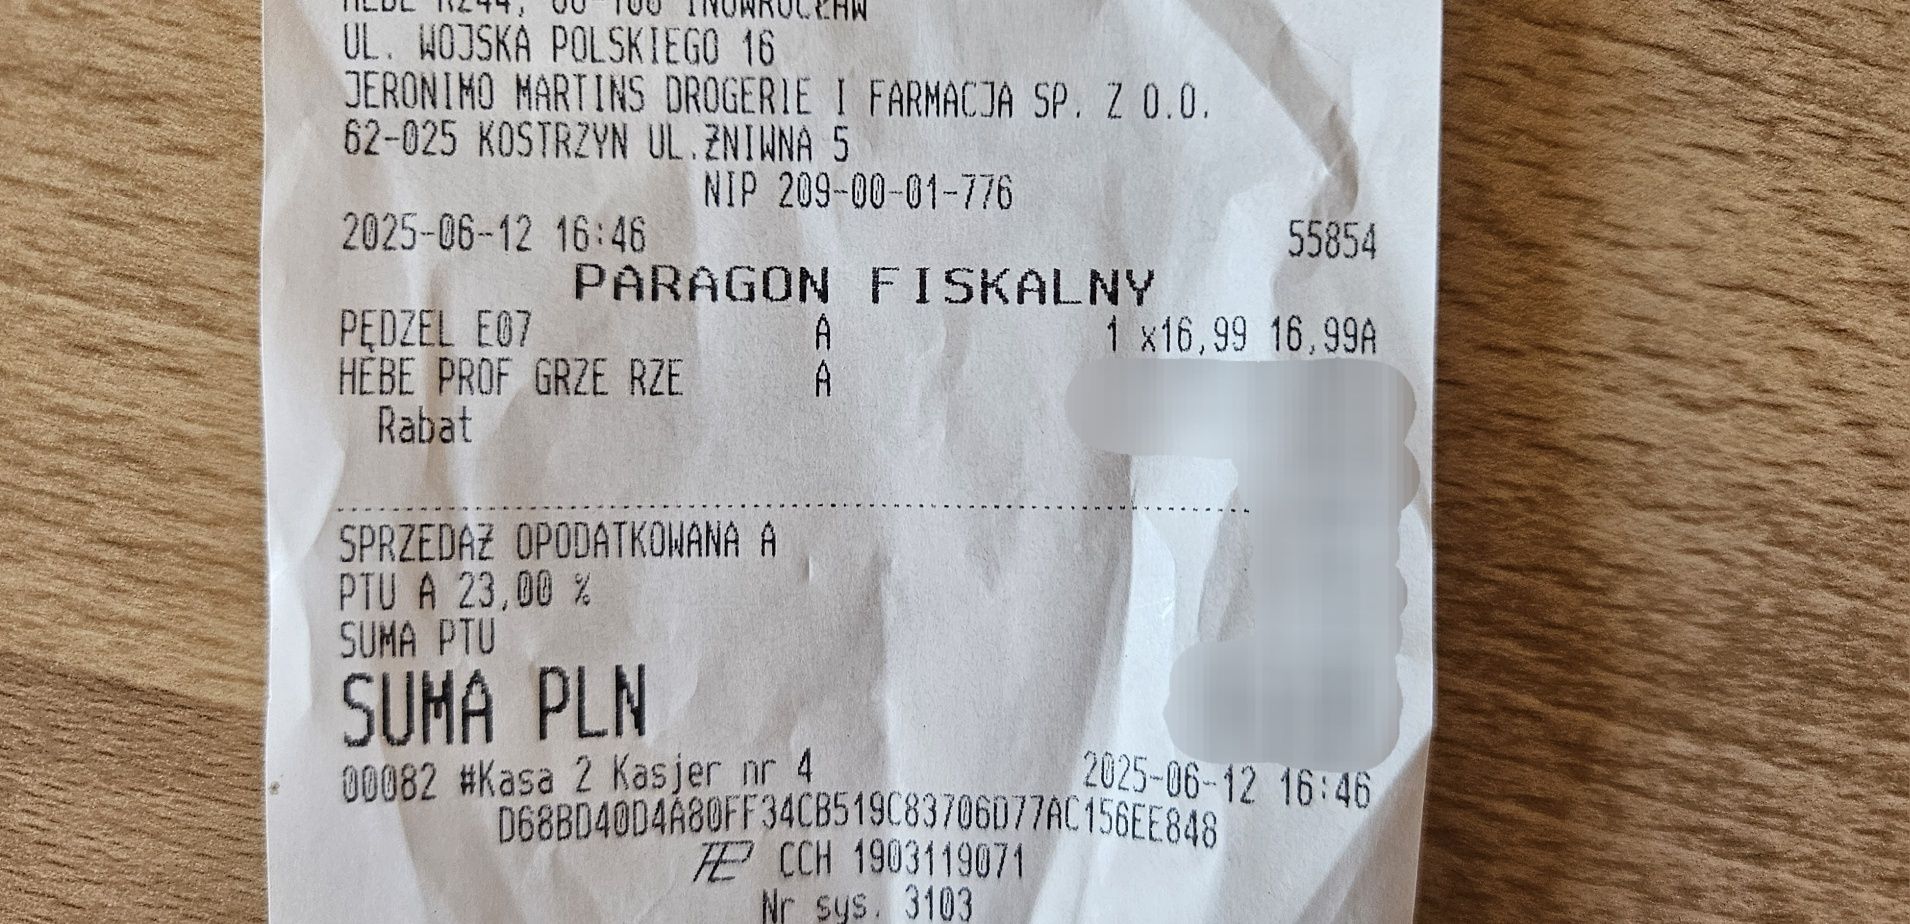 UL. WOJSKA POLSKIEGO 16
JERONIMO MARTINS DROGERIE I FARMACJA SP. Z O.O.
62-025 KOSTRZYN UL.ŻNIWNA 5
NIP 209-00-01-776
2025-06-12 16:46 55854
PARAGON FISKALNY
PĘDZEL E07 A 1 x16,99 16,99A
HEBE PROF GRZE RZE A
Rabat
SPRZEDAŻ OPODATKOWANA A
PTU A 23,00 %
SUMA PTU
SUMA PLN
00082 #Kasa 2 Kasjer nr 4 2025-06-12 16:46
D68BD40D4A80FF34CB519C83706D77AC156EE848
CCH 1903119071
Nr sys. 3103